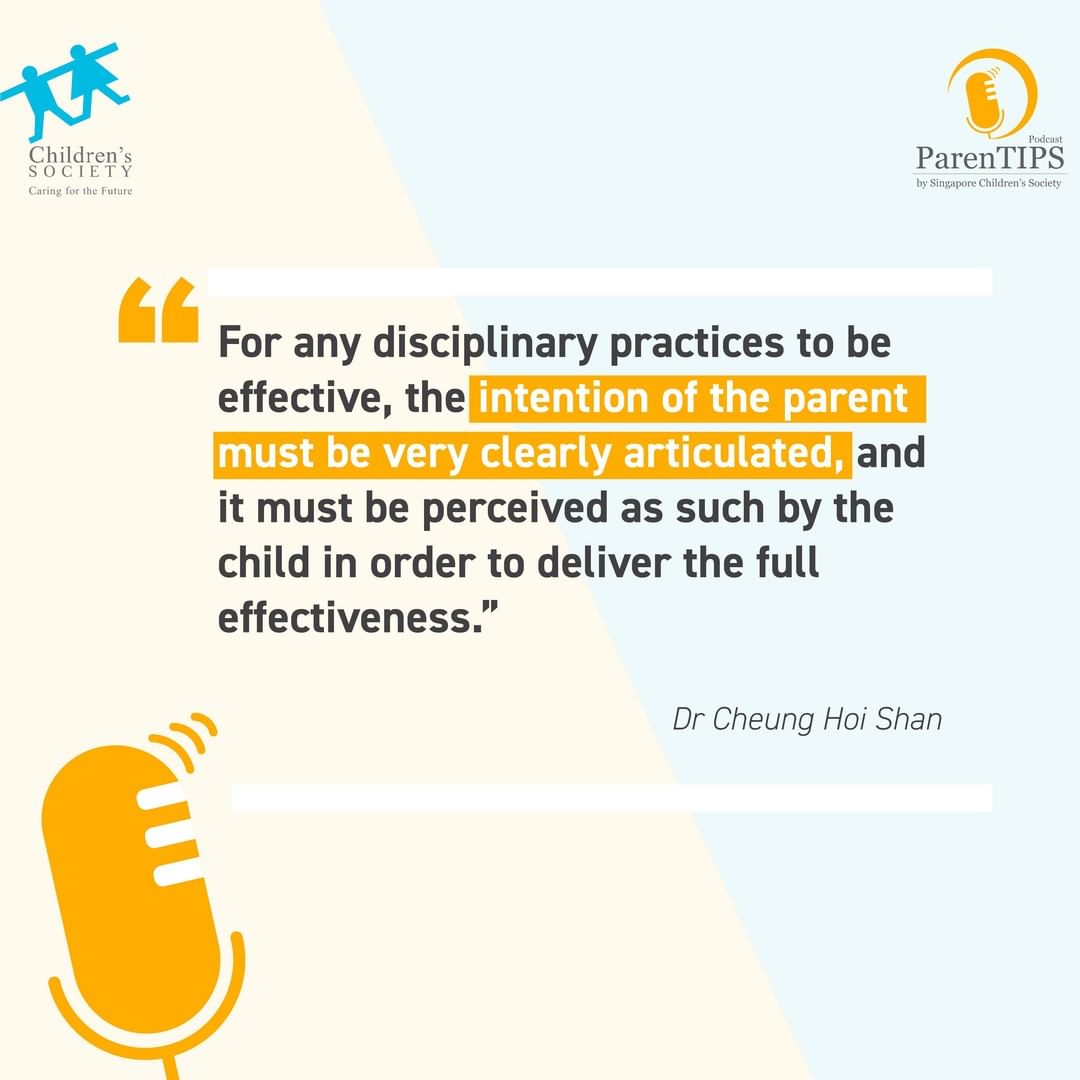 Children's
SOCIETY
Caring for the Future
Podcast
ParenTIPS
by Singapore Children's Society
“
For any disciplinary practices to be
effective, the intention of the parent
must be very clearly articulated, and
it must be perceived as such by the
child in order to deliver the full
effectiveness.”
Dr Cheung Hoi Shan